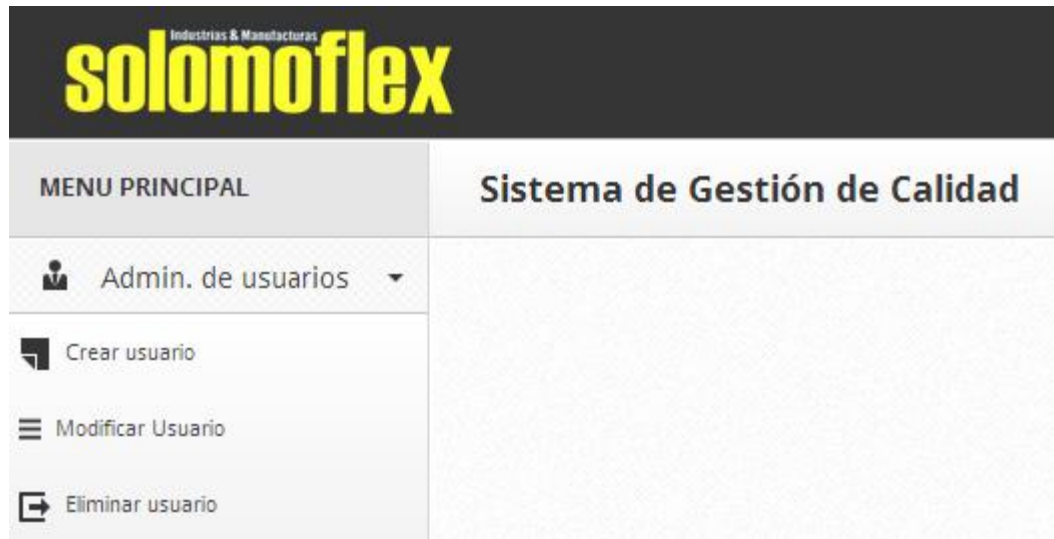 Industrias & Manufacturas
solomoflex
MENU PRINCIPAL
Sistema de Gestión de Calidad
Admin. de usuarios
Crear usuario
Modificar Usuario
Eliminar usuario